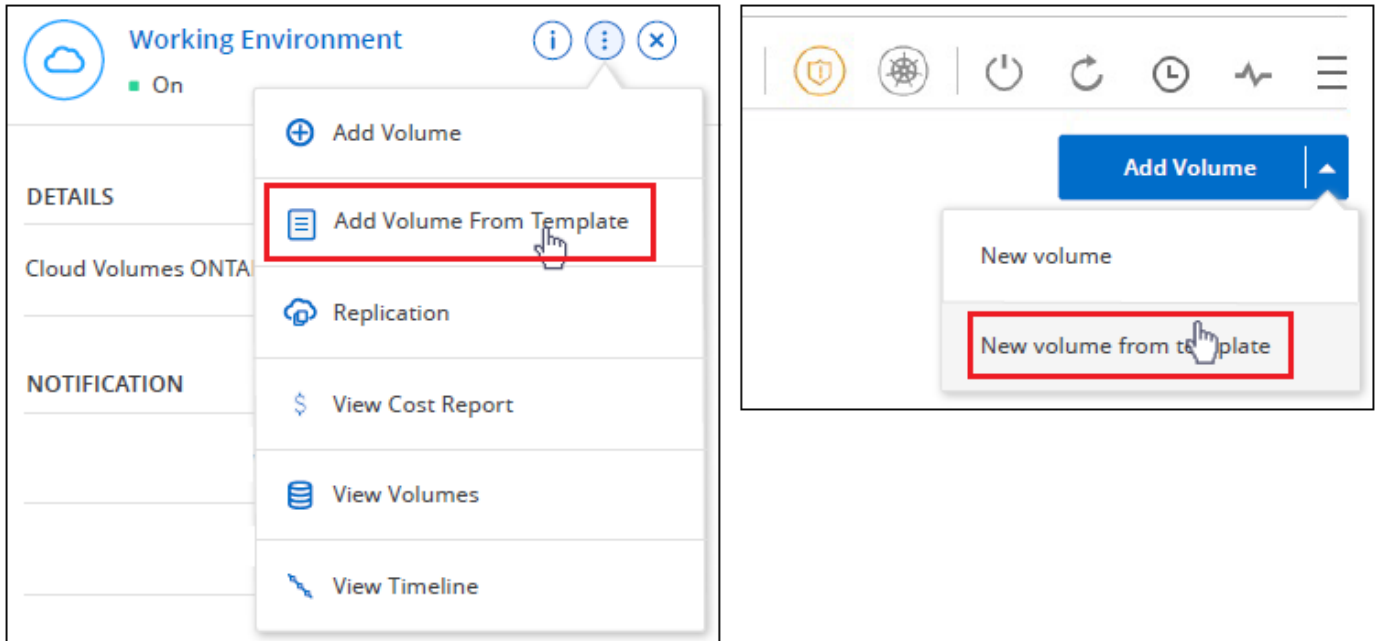 Working Environment
On
Add Volume
DETAILS
Add Volume From Template
Cloud Volumes ONTA
Replication
NOTIFICATION
View Cost Report
View Volumes
View Timeline
Add Volume
New volume
New volume from template